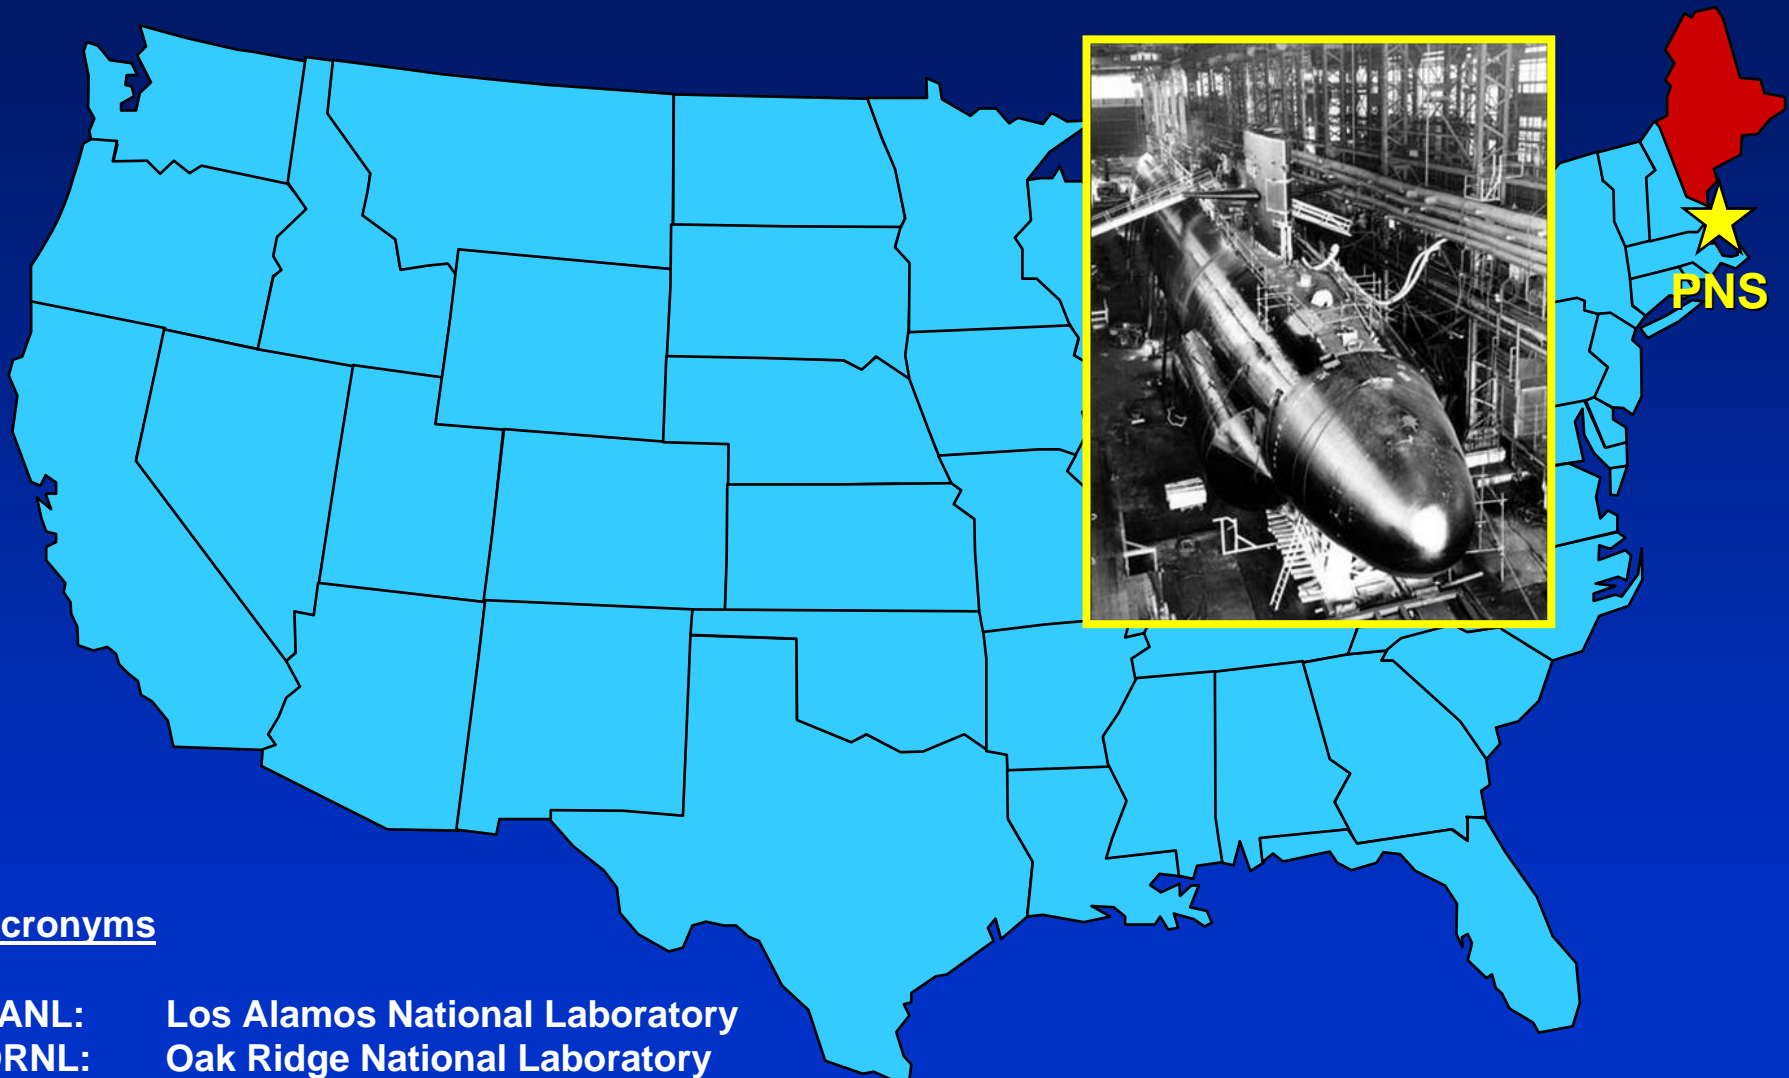 PNS
cronyms
ANL: Los Alamos National Laboratory
RNL: Oak Ridge National Laboratory